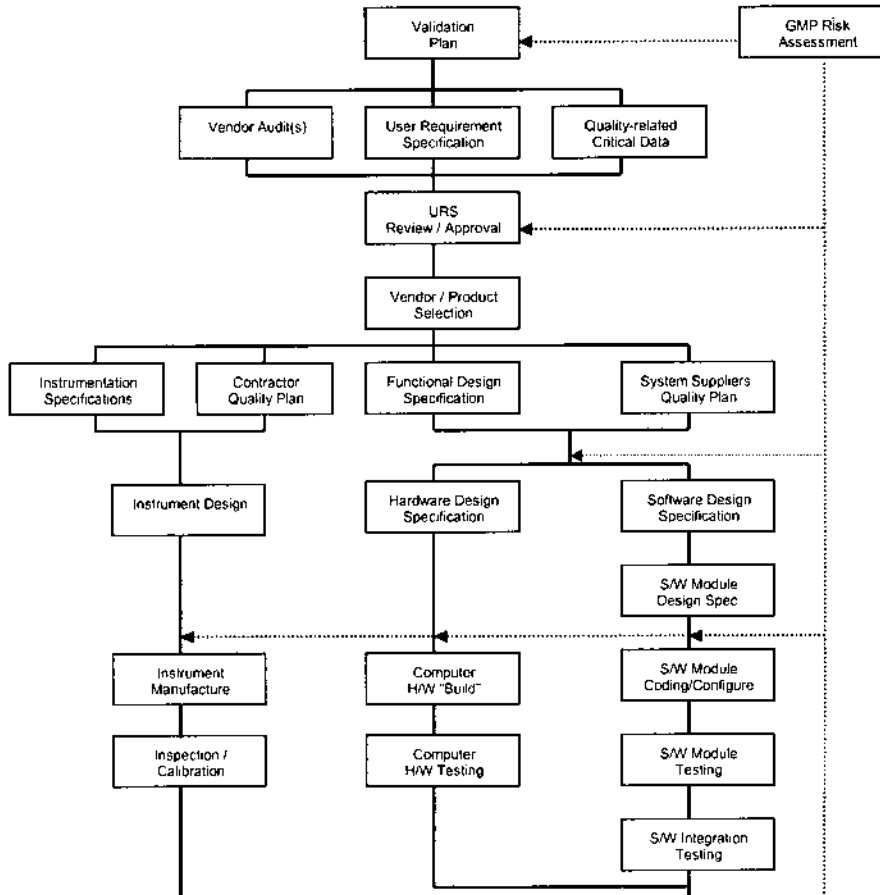 Validation
Plan
GMP Risk
Assessment
Vendor Audit(s)
User Requirement
Specification
Quality-related
Critical Data
URS
Review / Approval
Vendor / Product
Selection
Instrumentation
Specifications
Contractor
Quality Plan
Functional Design
Specification
System Suppliers
Quality Plan
Instrument Design
Hardware Design
Specification
Software Design
Specification
S/W Module
Design Spec
Instrument
Manufacture
Computer
H/W "Build"
S/W Module
Coding/Configure
Inspection /
Calibration
Computer
H/W Testing
S/W Module
Testing
S/W Integration
Testing